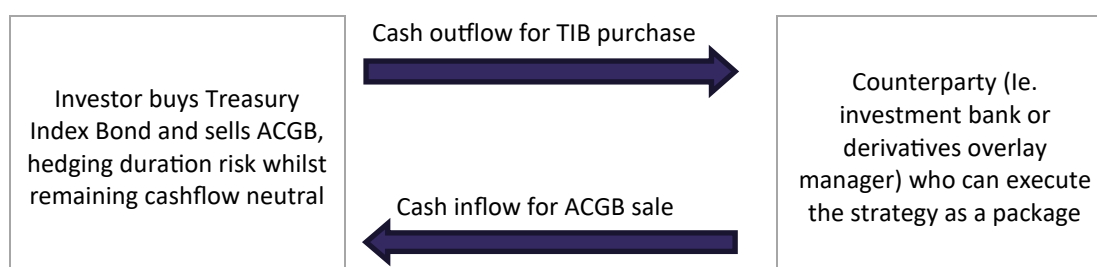 Cash outflow for TIB purchase
Investor buys Treasury
Index Bond and sells ACGB,
hedging duration risk whilst
remaining cashflow neutral
Counterparty (Ie.
investment bank or
derivatives overlay
manager) who can execute
the strategy as a package
Cash inflow for ACGB sale